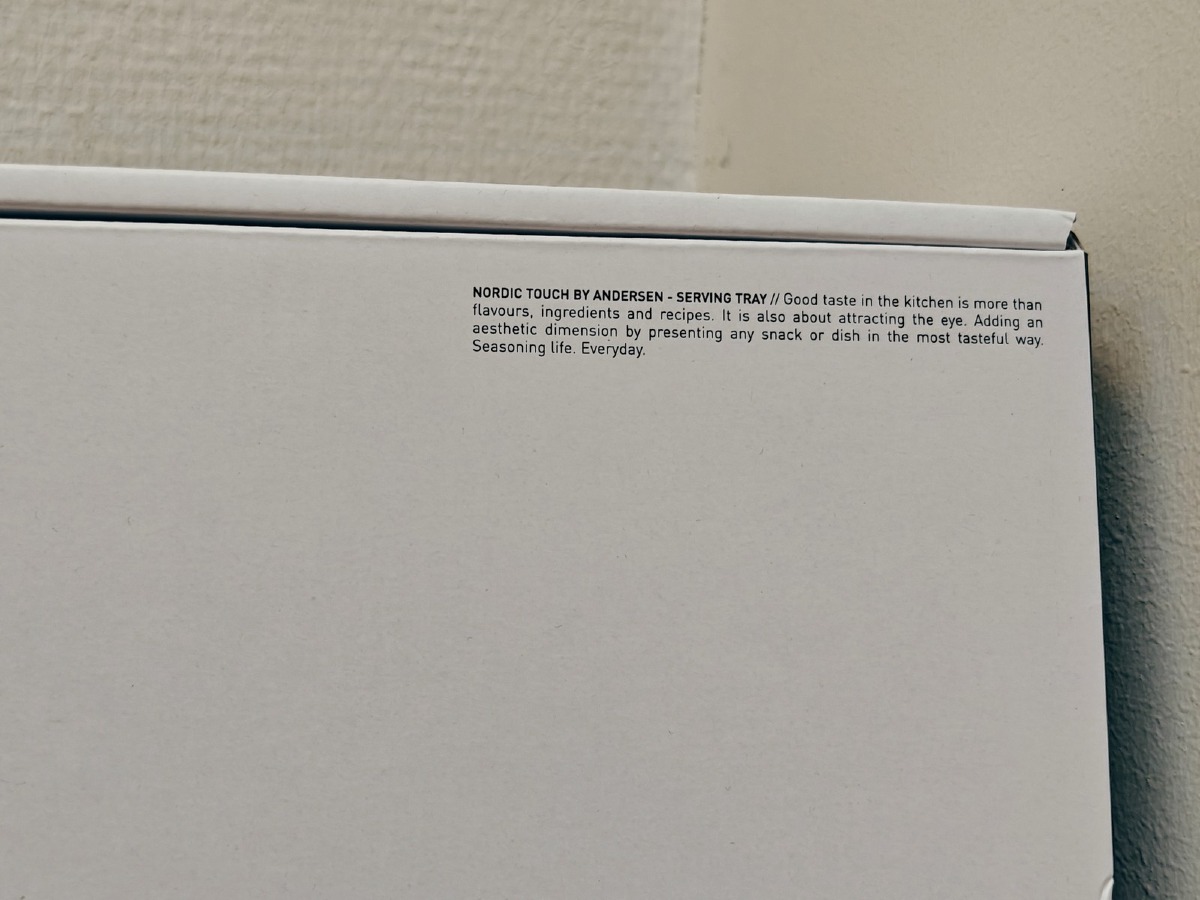 NORDIC TOUCH BY ANDERSEN - SERVING TRAY // Good taste in the kitchen is more than
flavours, ingredients and recipes. It is also about attracting the eye. Adding an
aesthetic dimension by presenting any snack or dish in the most tasteful way.
Seasoning life. Everyday.